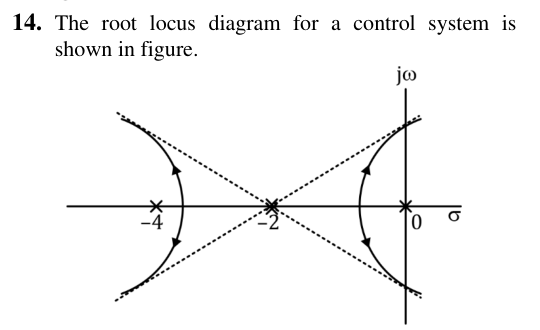 14. The root locus diagram for a control system is
shown in figure.
jω
-4
-2
0
σ